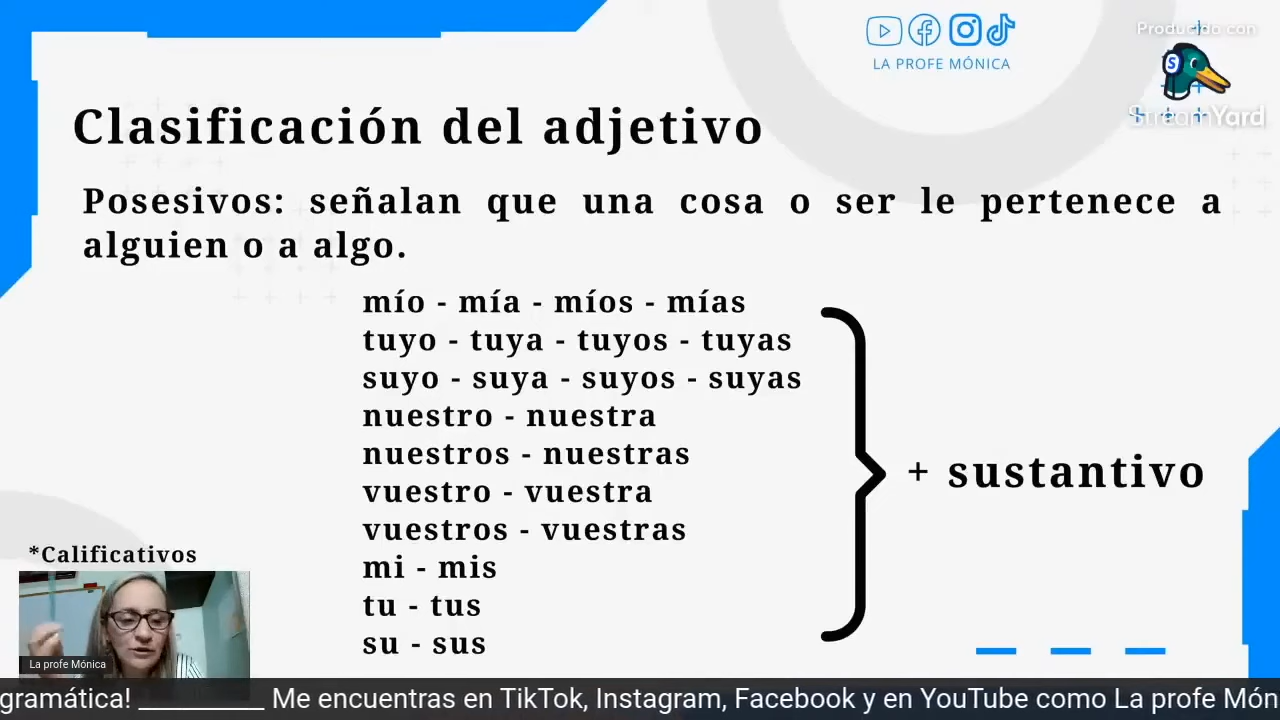 LA PROFE MÓNICA
Producido con
StreamYard
Clasificación del adjetivo
Posesivos: señalan que una cosa o ser le pertenece a
alguien o a algo.
mío - mía - míos - mías
tuyo - tuya - tuyos - tuyas
suyo - suya - suyos - suyas
nuestro - nuestra
nuestros - nuestras
vuestro - vuestra
vuestros - vuestras
mi - mis
tu - tus
su - sus
+ sustantivo
*Calificativos
La profe Mónica
gramática! __________ Me encuentras en TikTok, Instagram, Facebook y en YouTube como La profe Món